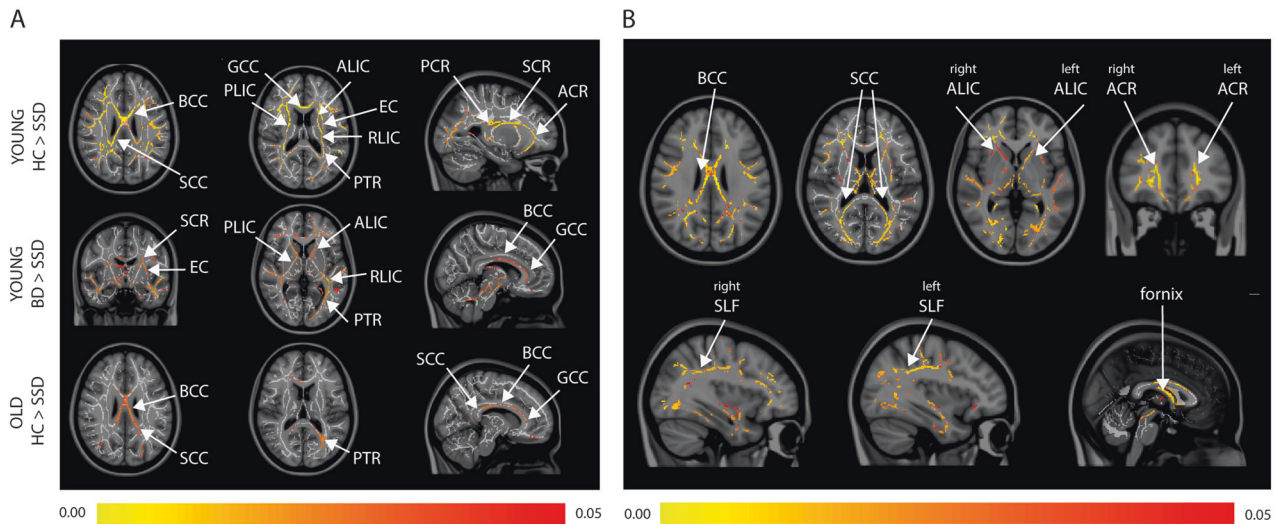 A
YOUNG
HC > SSD
BCC
SCC
GCC
ALIC
PLIC
EC
RLIC
PTR
PCR
SCR
ACR
YOUNG
BD > SSD
SCR
EC
PLIC
ALIC
RLIC
PTR
BCC
GCC
OLD
HC > SSD
BCC
SCC
PTR
SCC
BCC
GCC
0.00
0.05
B
BCC
SCC
right
ALIC
left
ALIC
right
ACR
left
ACR
right
SLF
left
SLF
fornix
0.00
0.05